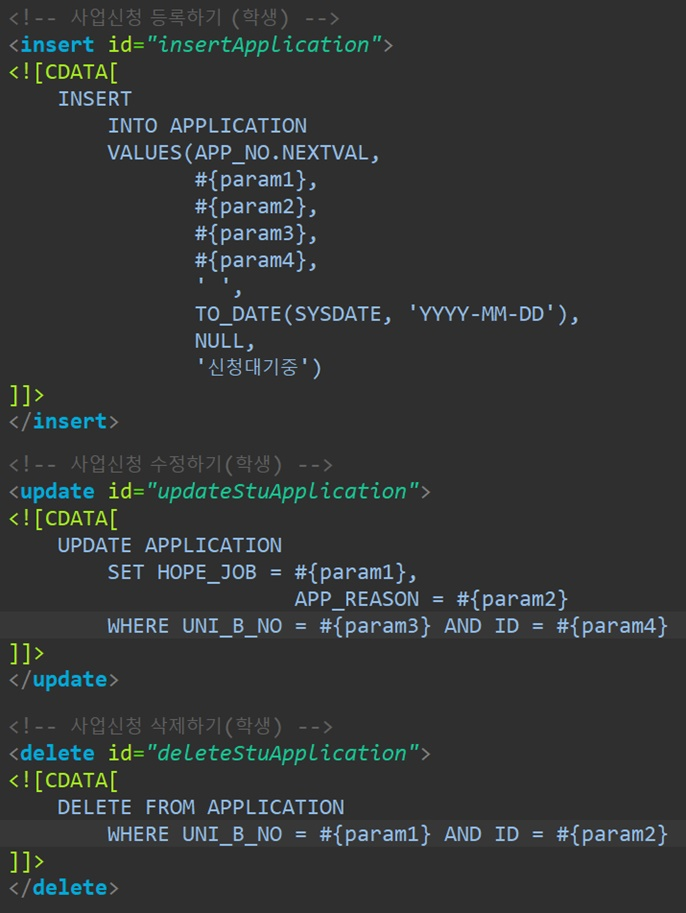 <!-- 사업신청 등록하기 (학생) -->
<insert id="insertApplication">
<![CDATA[
INSERT
INTO APPLICATION
VALUES(APP_NO.NEXTVAL,
#{param1},
#{param2},
#{param3},
#{param4},
' ',
TO_DATE(SYSDATE, 'YYYY-MM-DD'),
NULL,
'신청대기중')
]]>
</insert>
<!-- 사업신청 수정하기(학생) -->
<update id="updateStuApplication">
<![CDATA[
UPDATE APPLICATION
SET HOPE_JOB = #{param1},
APP_REASON = #{param2}
WHERE UNI_B_NO = #{param3} AND ID = #{param4}
]]>
</update>
<!-- 사업신청 삭제하기(학생) -->
<delete id="deleteStuApplication">
<![CDATA[
DELETE FROM APPLICATION
WHERE UNI_B_NO = #{param1} AND ID = #{param2}
]]>
</delete>